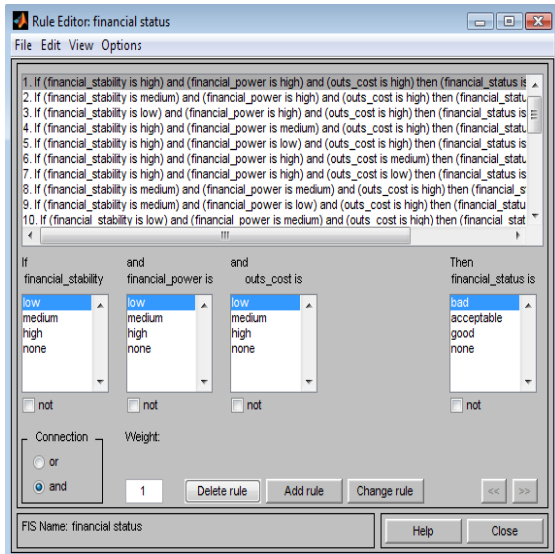 Rule Editor: financial status
File Edit View Options
1. If (financial_stability is high) and (financial_power is high) and (outs_cost is high) then (financial_status is
2. If (financial_stability is medium) and (financial_power is high) and (outs_cost is high) then (financial_statu
3. If (financial_stability is low) and (financial_power is high) and (outs_cost is high) then (financial_status is
4. If (financial_stability is high) and (financial_power is medium) and (outs_cost is high) then (financial_statu
5. If (financial_stability is high) and (financial_power is low) and (outs_cost is high) then (financial_status is
6. If (financial_stability is high) and (financial_power is high) and (outs_cost is medium) then (financial_statu
7. If (financial_stability is high) and (financial_power is high) and (outs_cost is low) then (financial_status is
8. If (financial_stability is medium) and (financial_power is medium) and (outs_cost is high) then (financial_s
9. If (financial_stability is medium) and (financial_power is low) and (outs_cost is high) then (financial_statu
10. If (financial_stability is low) and (financial_power is medium) and (outs_cost is high) then (financial_stat
If and and Then
financial_stability financial_power is outs_cost is financial_status is
low low low bad
medium medium medium acceptable
high high high good
none none none none
not not not not
Connection Weight:
or
and 1 Delete rule Add rule Change rule << >>
FIS Name: financial status Help Close